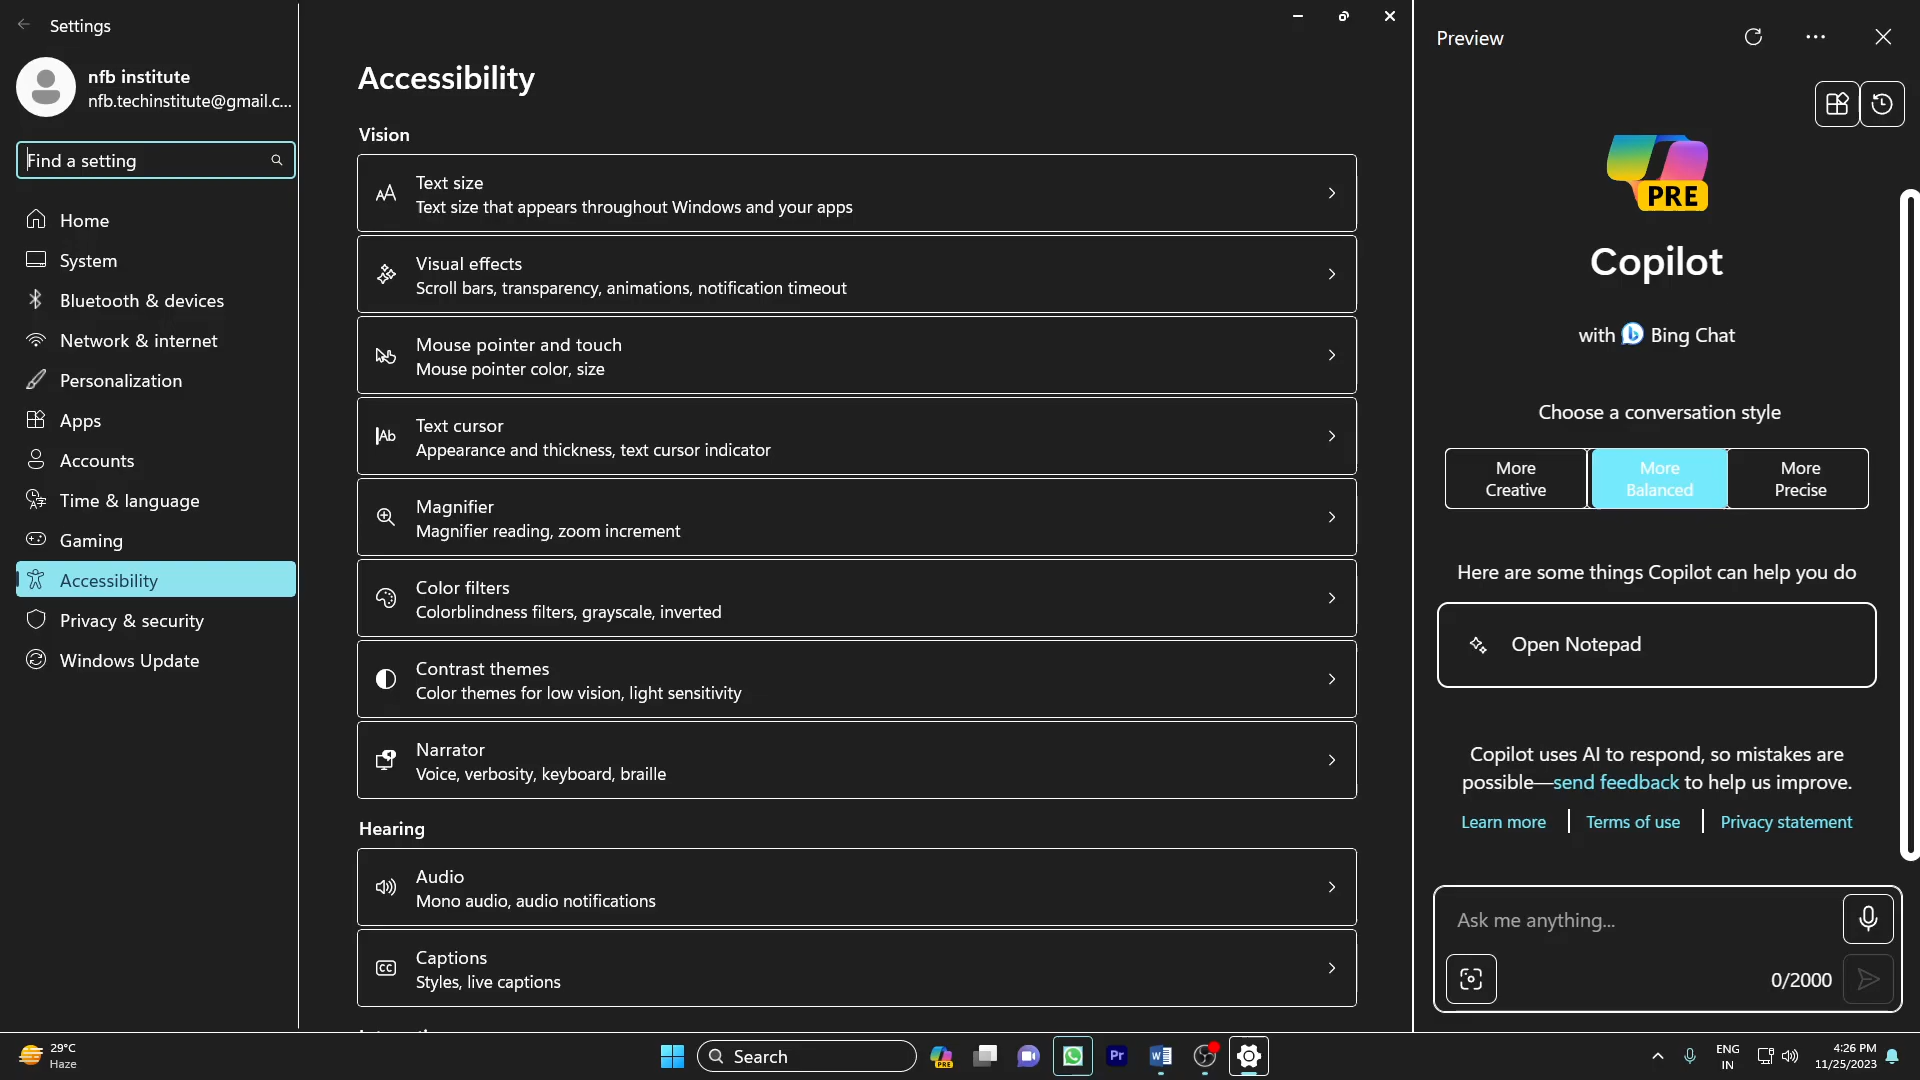 Settings
nfb institute
nfb.techinstitute@gmail.c...
Find a setting
Home
System
Bluetooth & devices
Network & internet
Personalization
Apps
Accounts
Time & language
Gaming
Accessibility
Privacy & security
Windows Update
Accessibility
Vision
Text size
Text size that appears throughout Windows and your apps
Visual effects
Scroll bars, transparency, animations, notification timeout
Mouse pointer and touch
Mouse pointer color, size
Text cursor
Appearance and thickness, text cursor indicator
Magnifier
Magnifier reading, zoom increment
Color filters
Colorblindness filters, grayscale, inverted
Contrast themes
Color themes for low vision, light sensitivity
Narrator
Voice, verbosity, keyboard, braille
Hearing
Audio
Mono audio, audio notifications
Captions
Styles, live captions
Preview
PRE
Copilot
with Bing Chat
Choose a conversation style
More
Creative
More
Balanced
More
Precise
Here are some things Copilot can help you do
Open Notepad
Copilot uses AI to respond, so mistakes are
possible—send feedback to help us improve.
Learn more
Terms of use
Privacy statement
Ask me anything...
0/2000
29°C
Haze
Search
PRE
Pr
W
ENG
IN
4:26 PM
11/25/2023